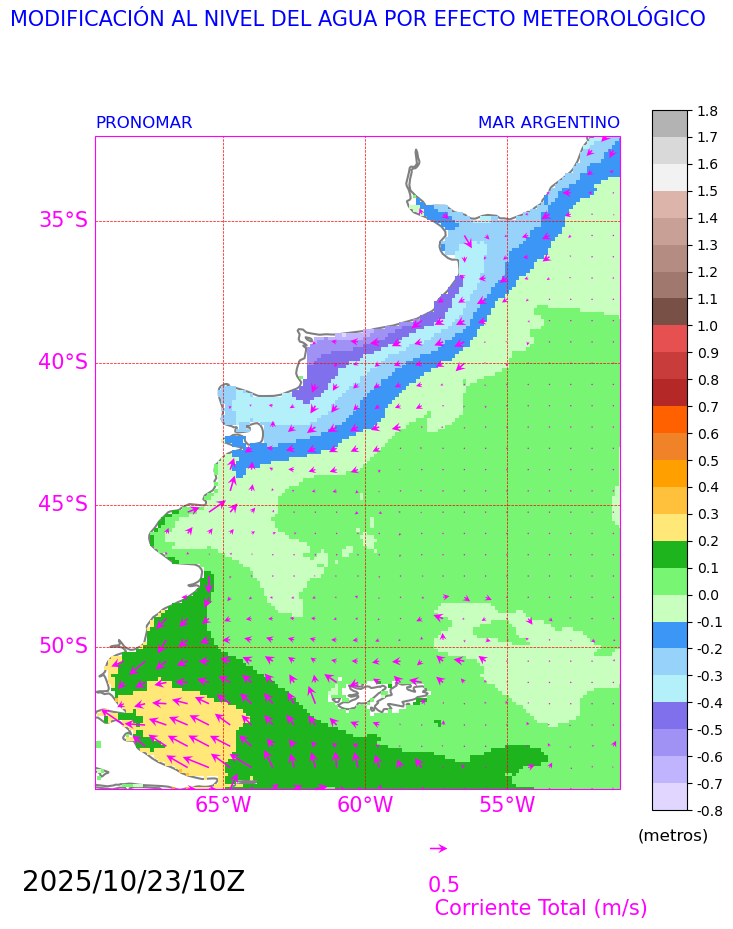 MODIFICACIÓN AL NIVEL DEL AGUA POR EFECTO METEOROLÓGICO
PRONOMAR MAR ARGENTINO
35°S
40°S
45°S
50°S
65°W 60°W 55°W
1.8
1.7
1.6
1.5
1.4
1.3
1.2
1.1
1.0
0.9
0.8
0.7
0.6
0.5
0.4
0.3
0.2
0.1
0.0
-0.1
-0.2
-0.3
-0.4
-0.5
-0.6
-0.7
-0.8
(metros)
2025/10/23/10Z
0.5
Corriente Total (m/s)